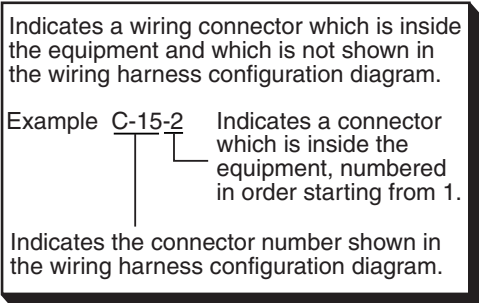 Indicates a wiring connector which is inside
the equipment and which is not shown in
the wiring harness configuration diagram.
Example C-15-2
Indicates a connector
which is inside the
equipment, numbered
in order starting from 1.
Indicates the connector number shown in
the wiring harness configuration diagram.